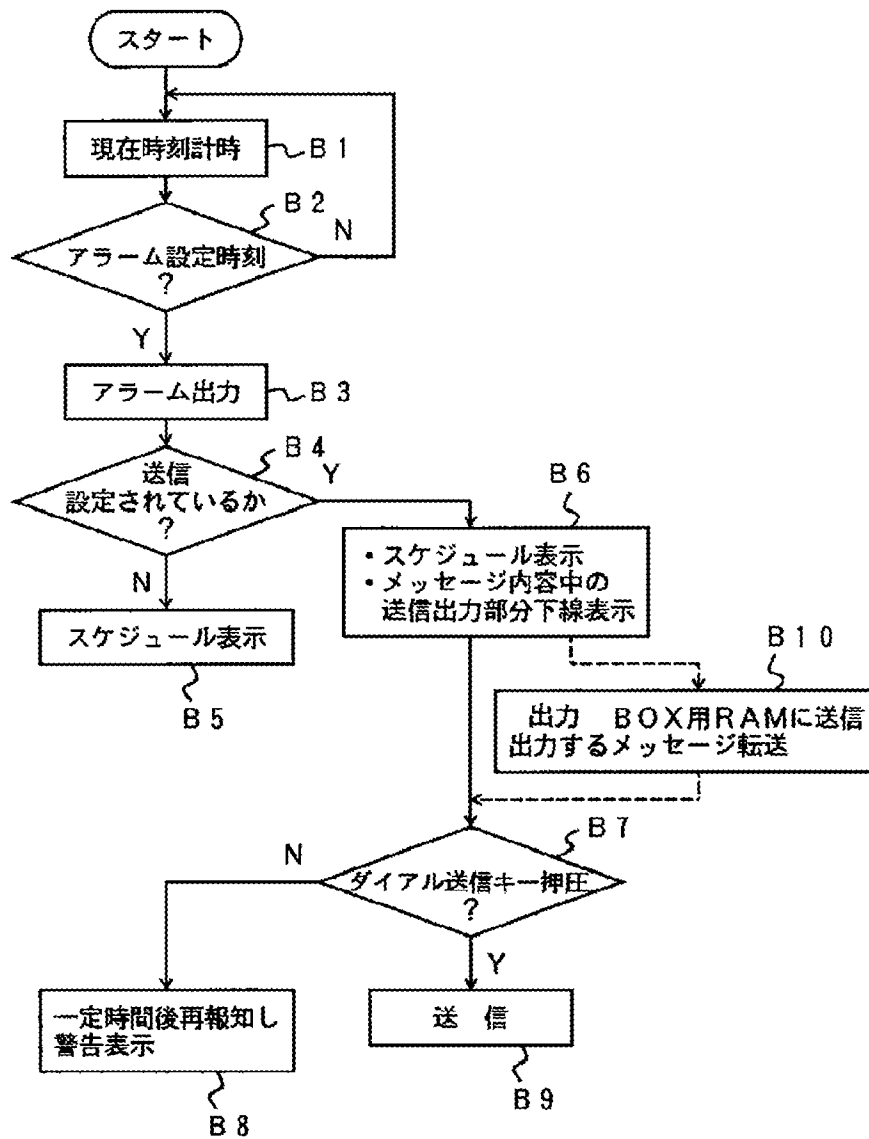 スタート
現在時刻計時
B1
B2
N
アラーム設定時刻
?
Y
アラーム出力
B3
B4
送信
設定されているか
?
Y
N
スケジュール表示
B5
B6
・スケジュール表示
・メッセージ内容中の
送信出力部分下線表示
B10
出力 BOX用RAMに送信
出力するメッセージ転送
B7
N
ダイアル送信キー押圧
?
Y
一定時間後再報知し
警告表示
B8
送 信
B9